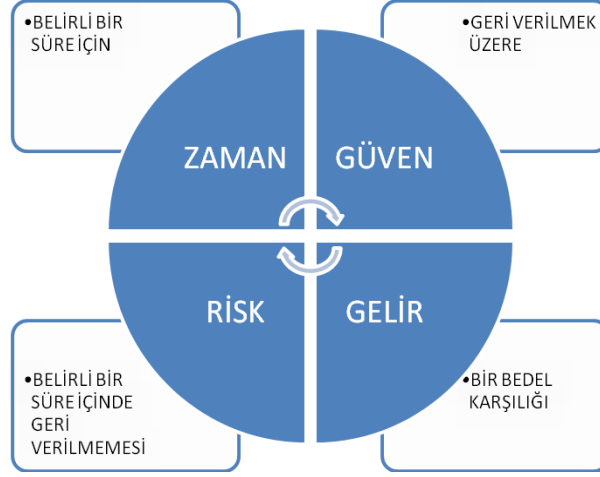 •BELİRLİ BİR
SÜRE İÇİN
•GERİ VERİLMEK
ÜZERE
ZAMAN
GÜVEN
RİSK
GELİR
•BELİRLİ BİR
SÜRE İÇİNDE
GERİ
VERİLMEMESİ
•BİR BEDEL
KARŞILIĞI